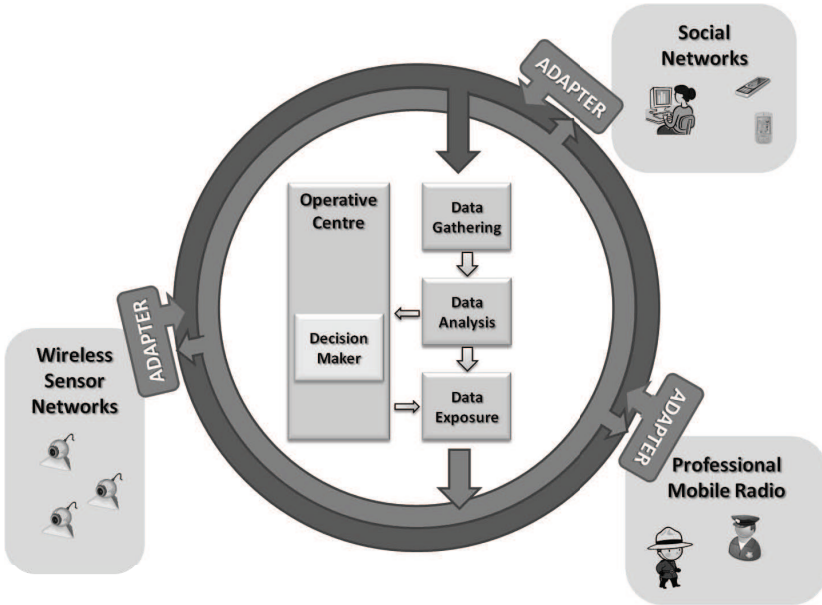 Social
Networks
ADAPTER
Operative
Centre
Data
Gathering
Data
Analysis
Decision
Maker
Data
Exposure
ADAPTER
Wireless
Sensor
Networks
ADAPTER
Professional
Mobile Radio